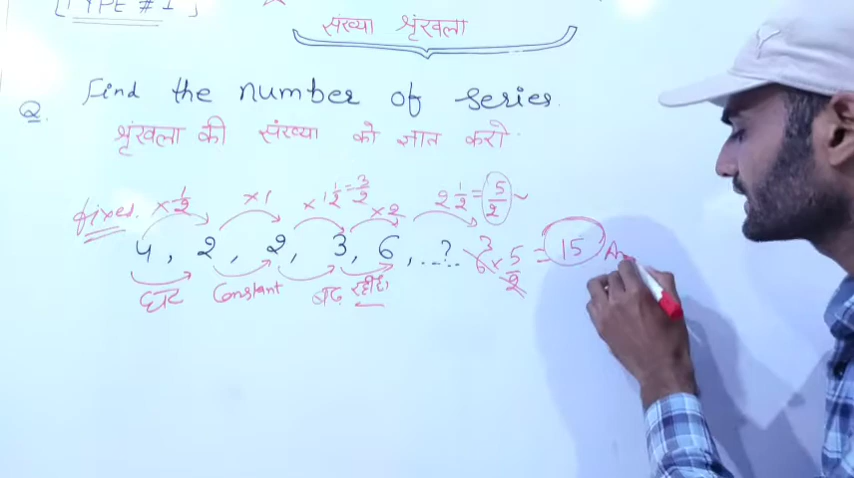 [TYPE # 1]
संख्या श्रृंखला
Q. Find the number of series.
श्रृंखला की संख्या को ज्ञात करो.
fixed. ×1/2 ×1 ×1 1/2 = 3/2 ×2 2 1/2 = 5/2
4, 2, 2, 3, 6, ...?.. 6 3 × 5/2 = 15 An
घट Constant बढ़ रही है।